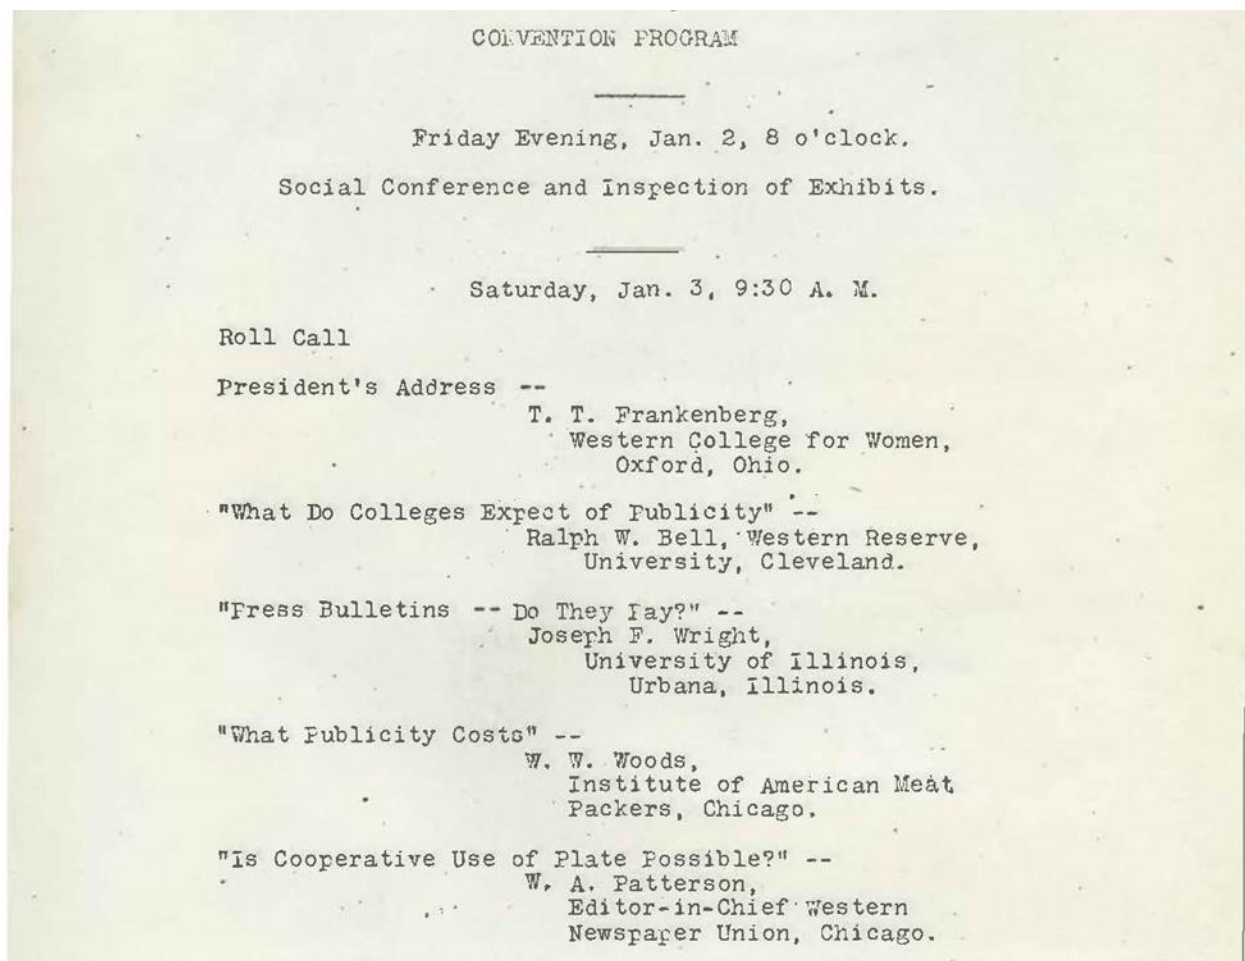 CONVENTION PROGRAM
Friday Evening, Jan. 2, 8 o'clock.
Social Conference and Inspection of Exhibits.
Saturday, Jan. 3, 9:30 A. M.
Roll Call
President's Address --
T. T. Frankenberg,
Western College for Women,
Oxford, Ohio.
"What Do Colleges Expect of Publicity" --
Ralph W. Bell, Western Reserve,
University, Cleveland.
"Press Bulletins -- Do They Pay?" --
Joseph F. Wright,
University of Illinois,
Urbana, Illinois.
"What Publicity Costs" --
W. W. Woods,
Institute of American Meat
Packers, Chicago.
"Is Cooperative Use of Plate Possible?" --
W. A. Patterson,
Editor-in-Chief Western
Newspaper Union, Chicago.